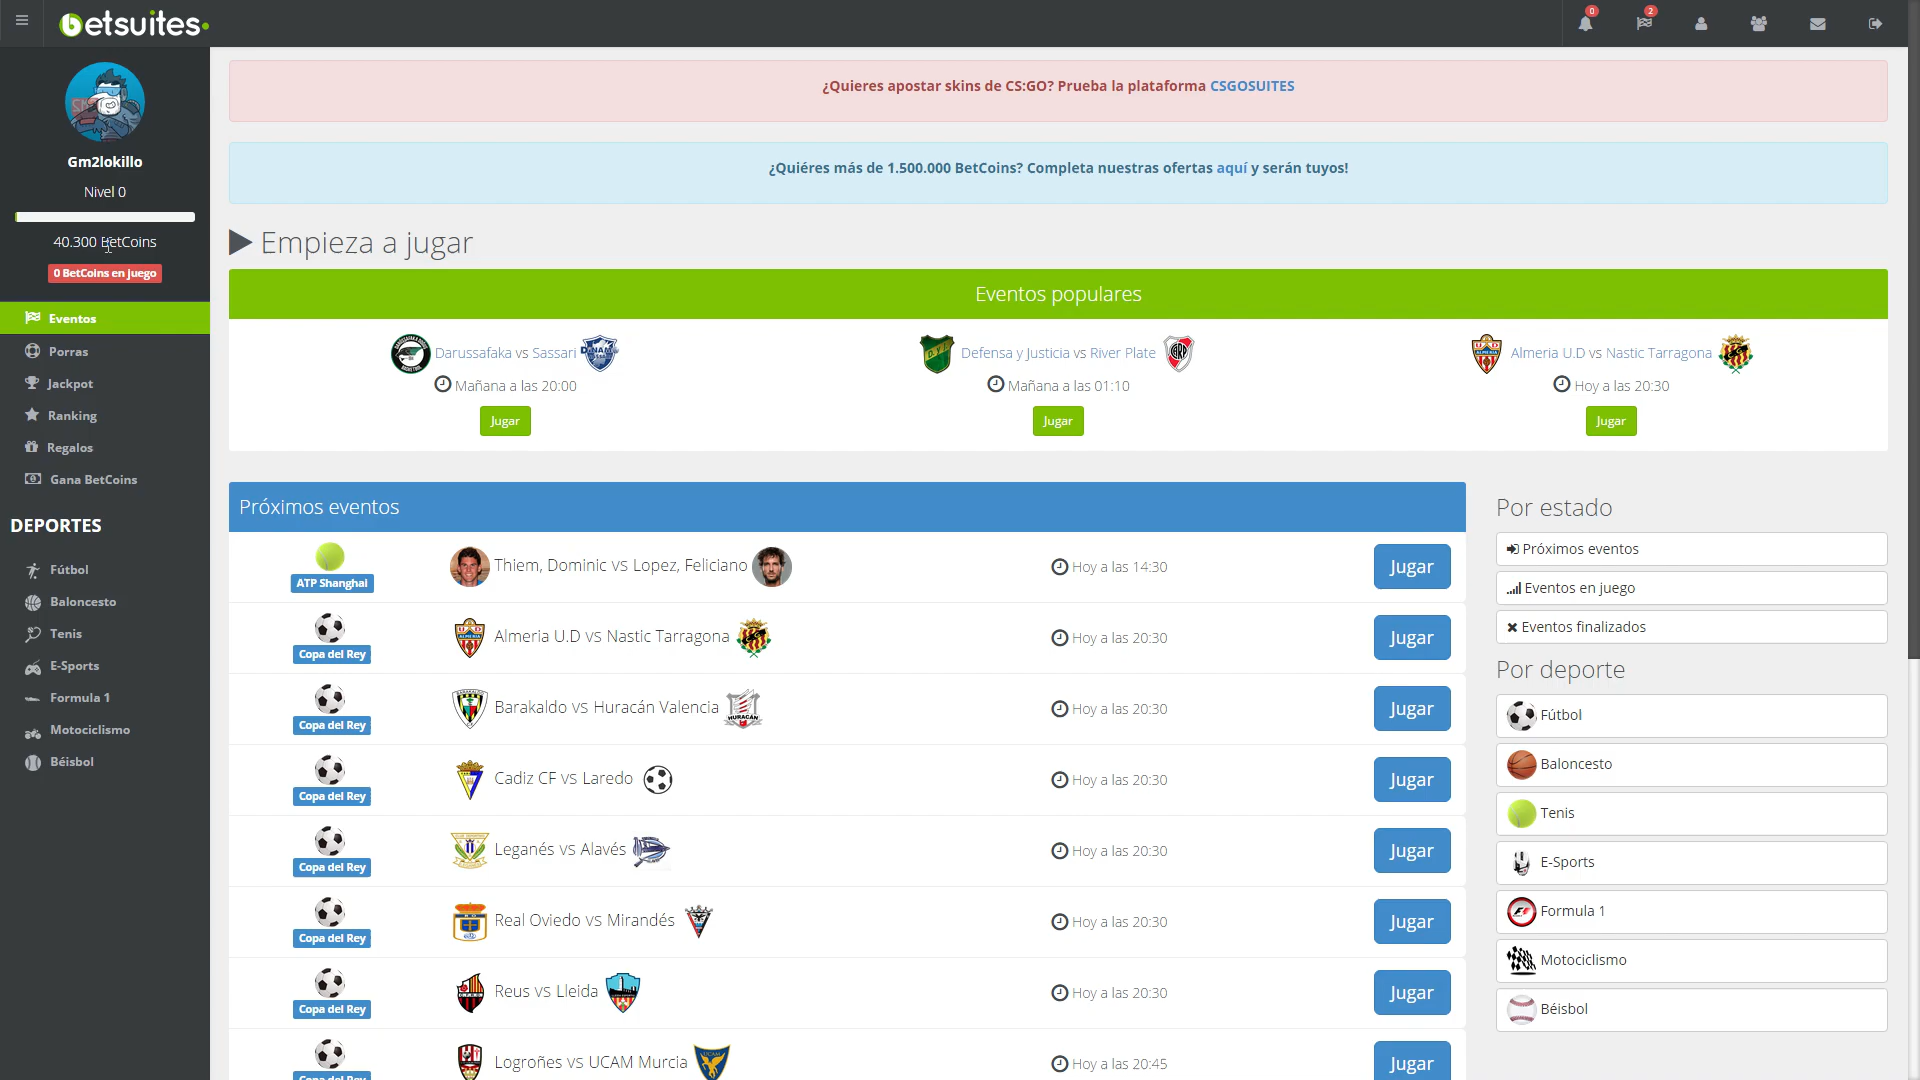 betsuites.
0
2
Gm2lokillo
Nivel 0
40.300 BetCoins
0 BetCoins en juego
Eventos
Porras
Jackpot
Ranking
Regalos
Gana BetCoins
DEPORTES
Fútbol
Baloncesto
Tenis
E-Sports
Formula 1
Motociclismo
Béisbol
¿Quieres apostar skins de CS:GO? Prueba la plataforma CSGOSUITES
¿Quiéres más de 1.500.000 BetCoins? Completa nuestras ofertas aquí y serán tuyos!
Empieza a jugar
Eventos populares
Darussafaka vs Sassari
Mañana a las 20:00
Jugar
Defensa y Justicia vs River Plate
Mañana a las 01:10
Jugar
Almeria U.D vs Nastic Tarragona
Hoy a las 20:30
Jugar
Próximos eventos
ATP Shanghai
Thiem, Dominic vs Lopez, Feliciano
Hoy a las 14:30
Jugar
Copa del Rey
Almeria U.D vs Nastic Tarragona
Hoy a las 20:30
Jugar
Copa del Rey
Barakaldo vs Huracán Valencia
HURACÁN
Hoy a las 20:30
Jugar
Copa del Rey
Cadiz CF vs Laredo
Hoy a las 20:30
Jugar
Copa del Rey
Leganés vs Alavés
Hoy a las 20:30
Jugar
Copa del Rey
Real Oviedo vs Mirandés
Hoy a las 20:30
Jugar
Copa del Rey
Reus vs Lleida
Hoy a las 20:30
Jugar
Copa del Rey
Logroñes vs UCAM Murcia
UCAM
Hoy a las 20:45
Jugar
Por estado
Próximos eventos
Eventos en juego
Eventos finalizados
Por deporte
Fútbol
Baloncesto
Tenis
E-Sports
Formula 1
Motociclismo
Béisbol